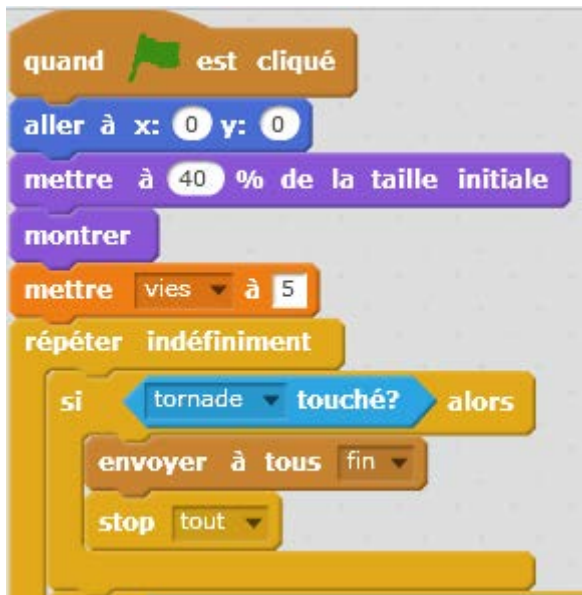 quand est cliqué
aller à x: 0 y: 0
mettre à 40 % de la taille initiale
montrer
mettre vies à 5
répéter indéfiniment
si tornade touché? alors
envoyer à tous fin
stop tout